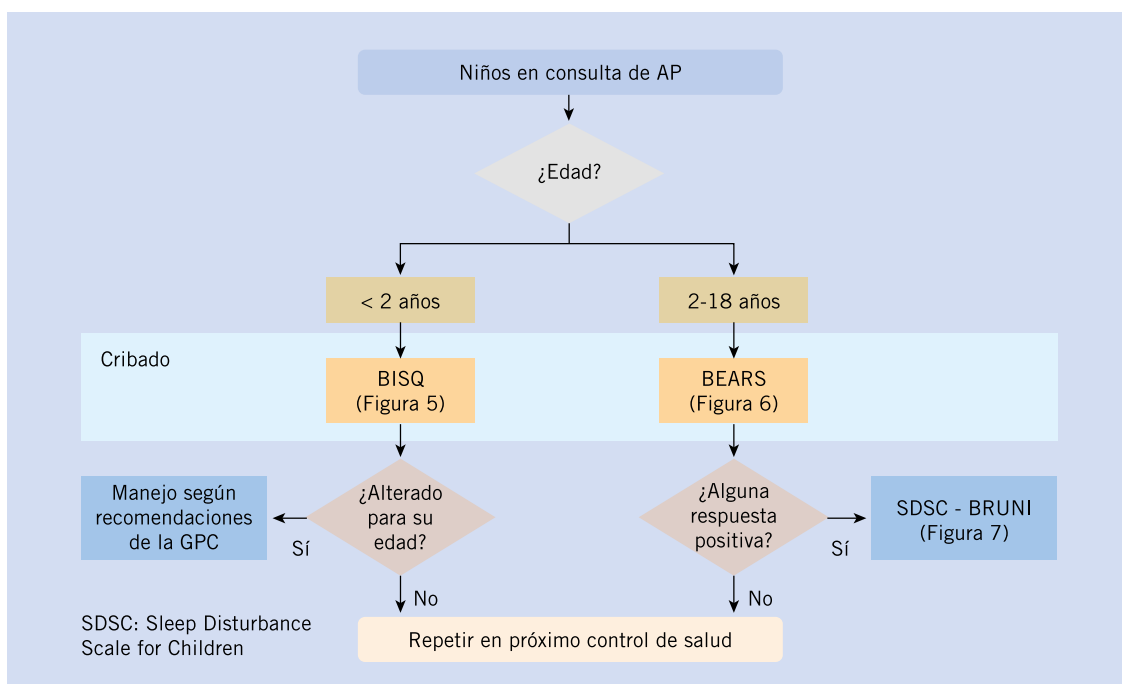 Niños en consulta de AP
¿Edad?
< 2 años
2-18 años
Cribado
BISQ
(Figura 5)
BEARS
(Figura 6)
Manejo según
recomendaciones
de la GPC
Sí
¿Alterado
para su
edad?
¿Alguna
respuesta
positiva?
Sí
SDSC - BRUNI
(Figura 7)
No
No
SDSC: Sleep Disturbance
Scale for Children
Repetir en próximo control de salud